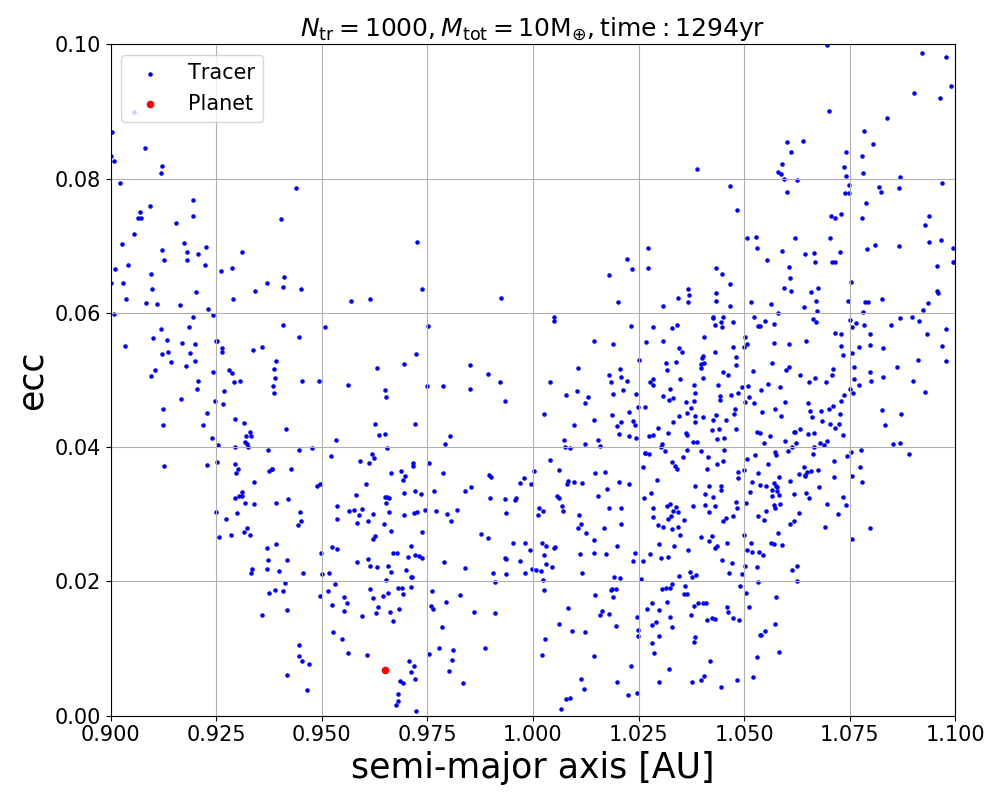 N_tr = 1000, M_tot = 10M_⊕, time : 1294yr
Tracer
Planet
ecc
0.10
0.08
0.06
0.04
0.02
0.00
0.900 0.925 0.950 0.975 1.000 1.025 1.050 1.075 1.100
semi-major axis [AU]